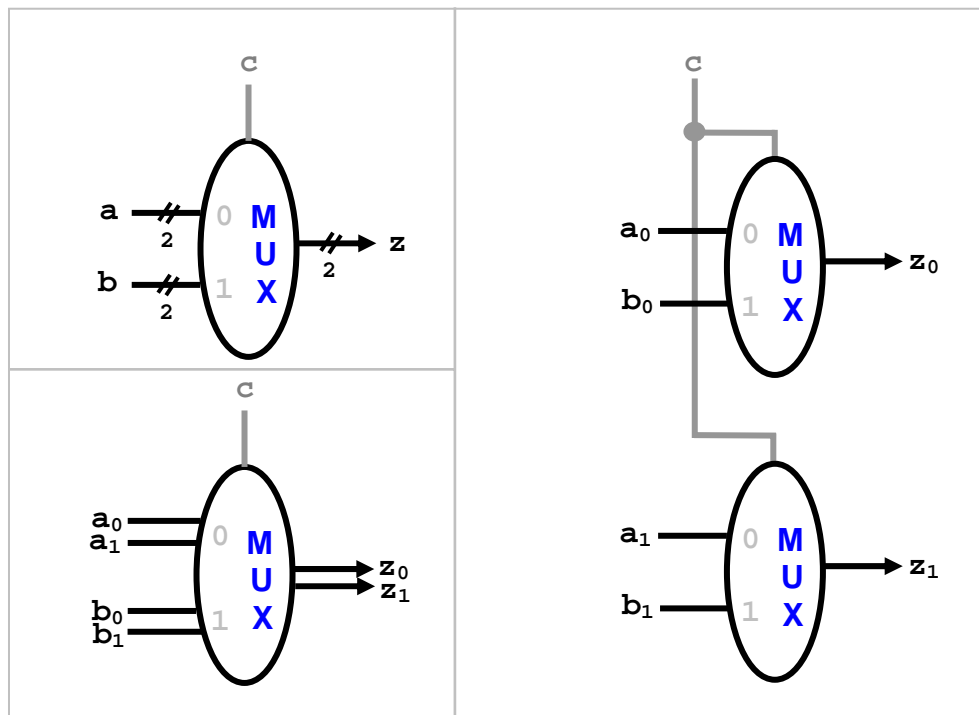 c
a 2 0 M
U 2 z
b 2 1 X
c
a₀
a₁ 0 M
U z₀
z₁
b₀
b₁ 1 X
c
a₀ 0 M
U z₀
b₀ 1 X
a₁ 0 M
U z₁
b₁ 1 X